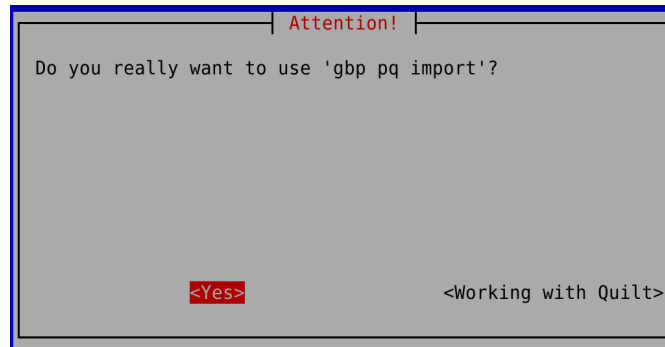 Attention!
Do you really want to use 'gbp pq import'?
<Yes> <Working with Quilt>